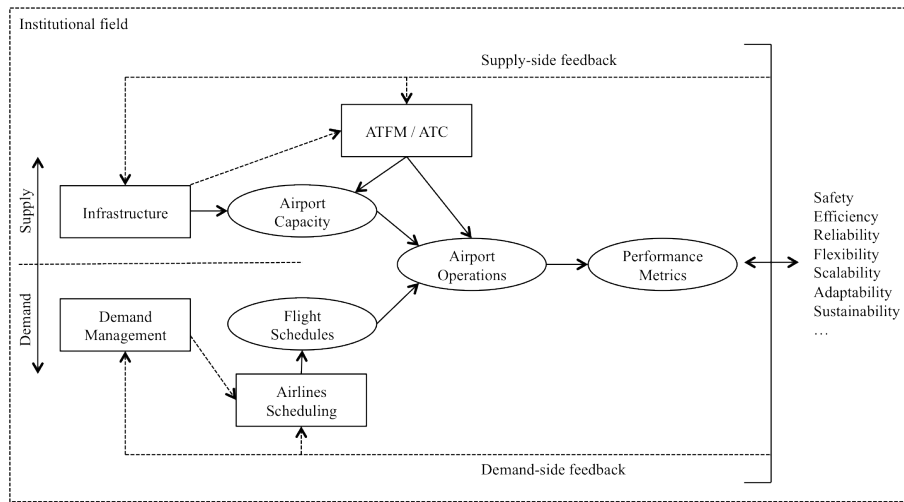 Institutional field
Supply-side feedback
ATFM / ATC
Supply
Infrastructure
Airport
Capacity
Airport
Operations
Performance
Metrics
Safety
Efficiency
Reliability
Flexibility
Scalability
Adaptability
Sustainability
…
Demand
Demand
Management
Flight
Schedules
Airlines
Scheduling
Demand-side feedback